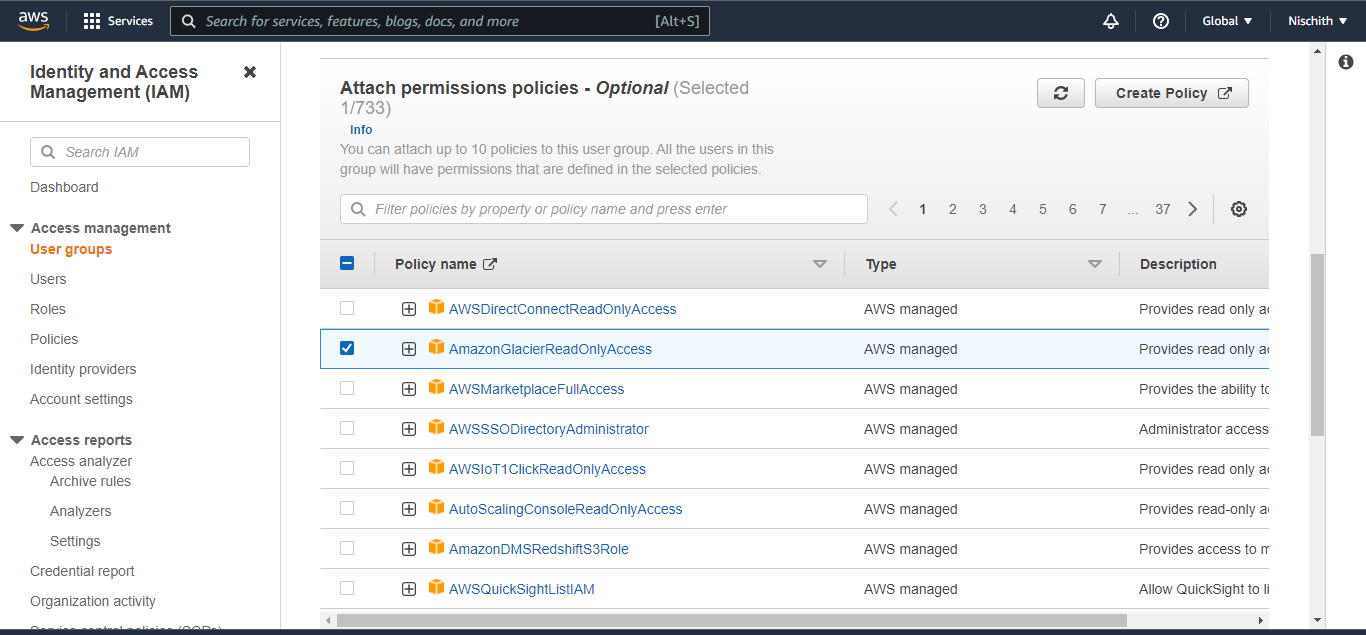 aws
Services
Search for services, features, blogs, docs, and more
[Alt+S]
Global
Nischith
Identity and Access
Management (IAM)
Search IAM
Dashboard
Access management
User groups
Users
Roles
Policies
Identity providers
Account settings
Access reports
Access analyzer
Archive rules
Analyzers
Settings
Credential report
Organization activity
Service control policies (SCPs)
Attach permissions policies - Optional (Selected
1/733)
Info
You can attach up to 10 policies to this user group. All the users in this
group will have permissions that are defined in the selected policies.
Create Policy
Filter policies by property or policy name and press enter
1 2 3 4 5 6 7 ... 37
Policy name Type Description
AWSDirectConnectReadOnlyAccess AWS managed Provides read only a
AmazonGlacierReadOnlyAccess AWS managed Provides read only a
AWSMarketplaceFullAccess AWS managed Provides the ability to
AWSSSODirectoryAdministrator AWS managed Administrator access
AWSIoT1ClickReadOnlyAccess AWS managed Provides read only a
AutoScalingConsoleReadOnlyAccess AWS managed Provides read-only a
AmazonDMSRedshiftS3Role AWS managed Provides access to m
AWSQuickSightListIAM AWS managed Allow QuickSight to li